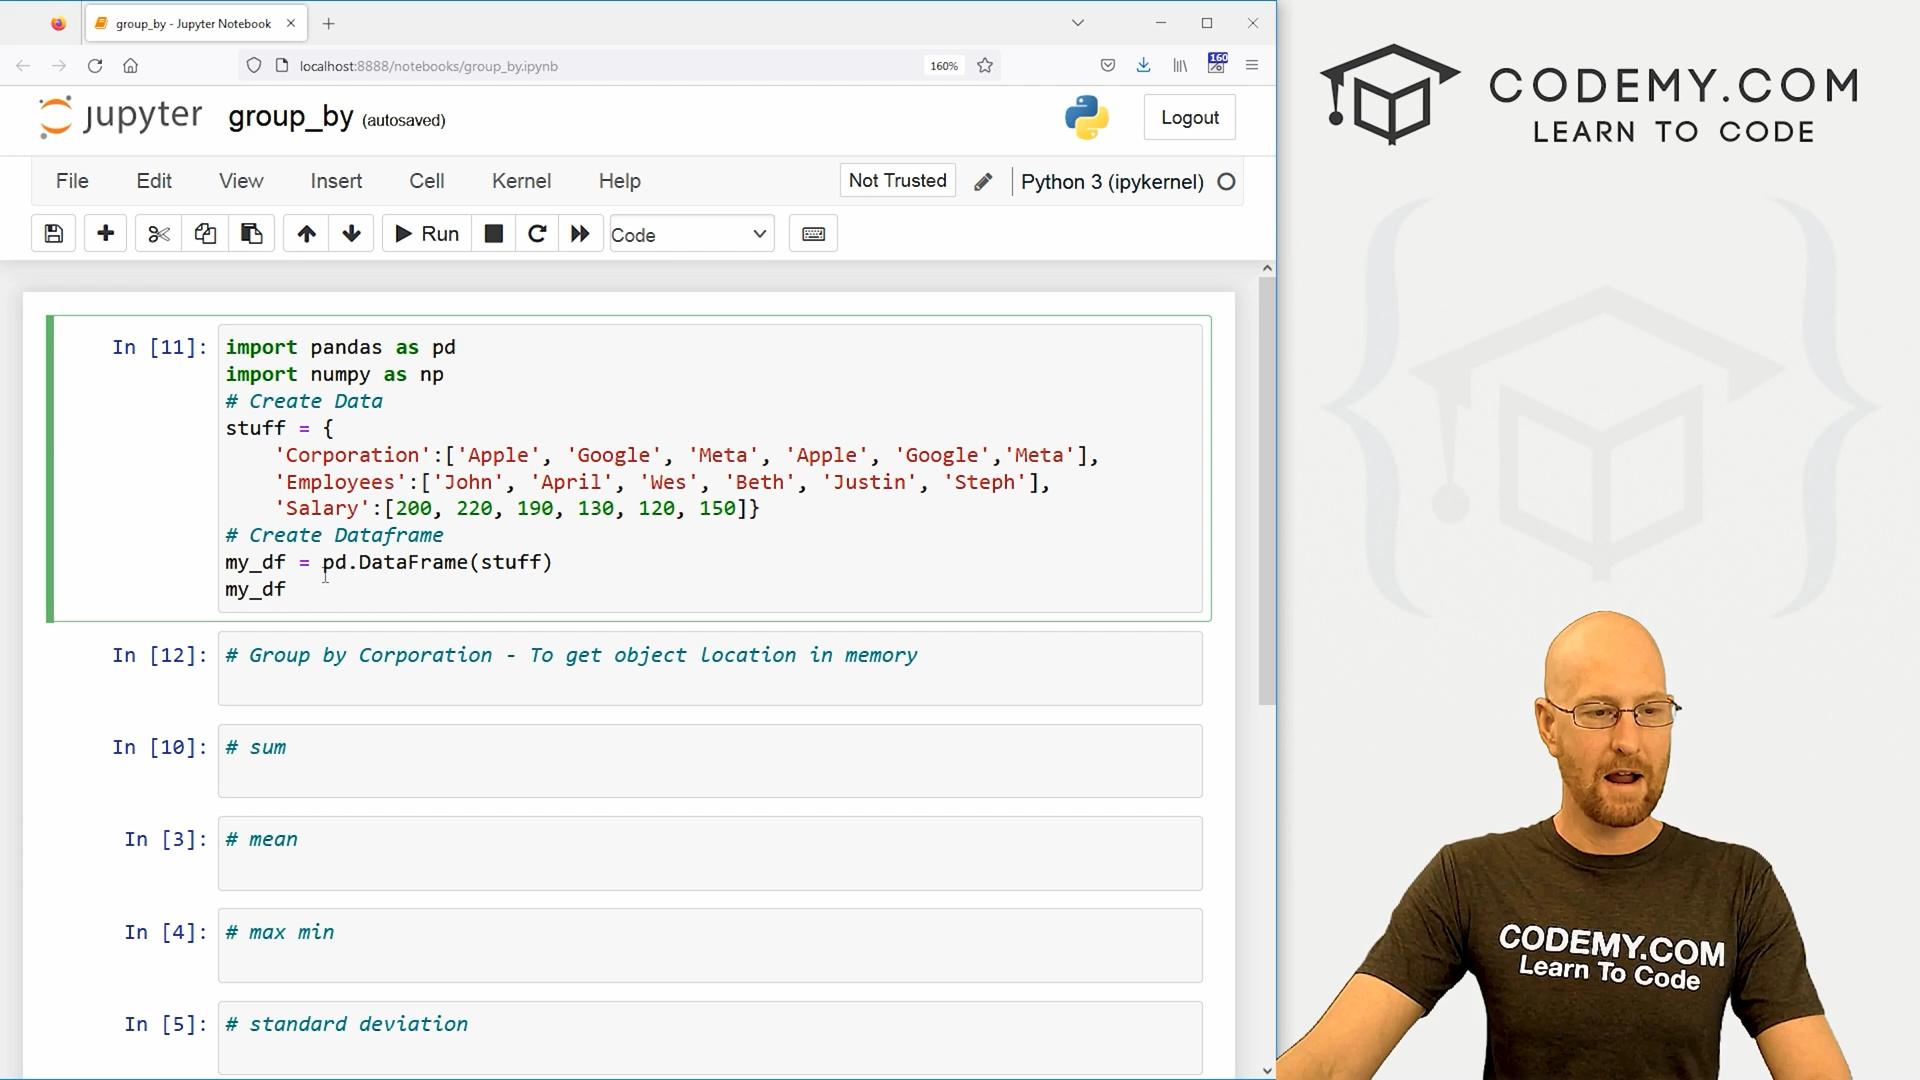 group_by - Jupyter Notebook
localhost:8888/notebooks/group_by.ipynb
160%
160
jupyter group_by (autosaved)
Logout
File Edit View Insert Cell Kernel Help
Not Trusted
Python 3 (ipykernel)
Run
Code
In [11]:
import pandas as pd
import numpy as np
# Create Data
stuff = {
'Corporation':['Apple', 'Google', 'Meta', 'Apple', 'Google','Meta'],
'Employees':['John', 'April', 'Wes', 'Beth', 'Justin', 'Steph'],
'Salary':[200, 220, 190, 130, 120, 150]}
# Create Dataframe
my_df = pd.DataFrame(stuff)
my_df
In [12]: # Group by Corporation - To get object location in memory
In [10]: # sum
In [3]: # mean
In [4]: # max min
In [5]: # standard deviation
CODEMY.COM
LEARN TO CODE
CODEMY.COM
Learn To Code